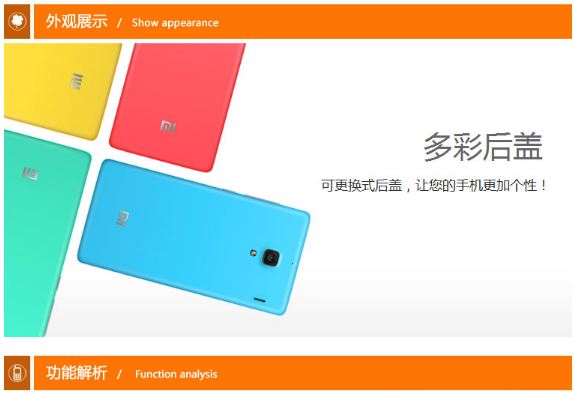 外观展示 / Show appearance
多彩后盖
可更换式后盖，让您的手机更加个性！
功能解析 / Function analysis